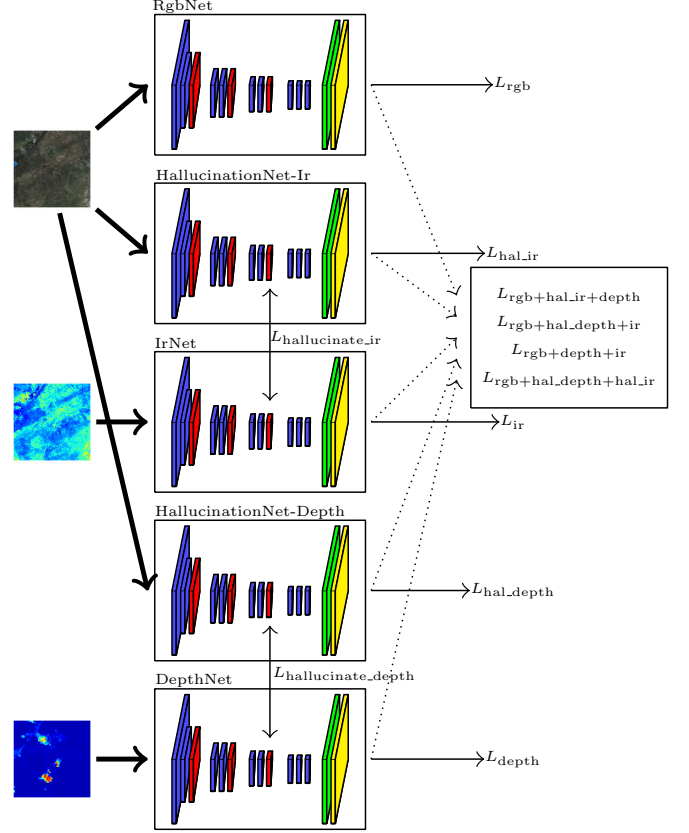 RgbNet
L_rgb
HallucinationNet-Ir
L_hal_ir
L_rgb+hal_ir+depth
L_rgb+hal_depth+ir
L_rgb+depth+ir
L_rgb+hal_depth+hal_ir
L_hallucinate_ir
IrNet
L_ir
HallucinationNet-Depth
L_hal_depth
L_hallucinate_depth
DepthNet
L_depth